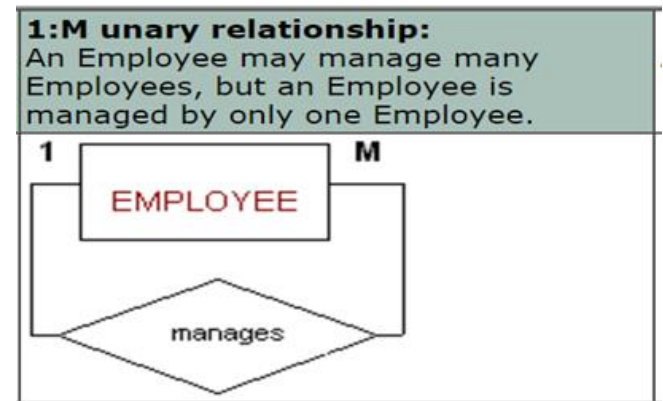 1:M unary relationship:
An Employee may manage many
Employees, but an Employee is
managed by only one Employee.
1 M
EMPLOYEE
manages